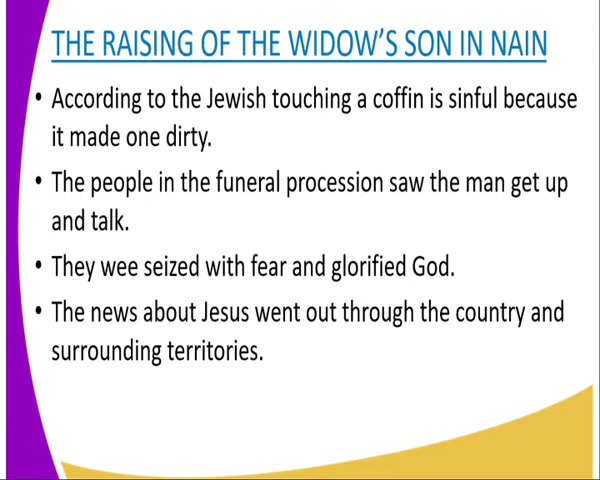 THE RAISING OF THE WIDOW'S SON IN NAIN
• According to the Jewish touching a coffin is sinful because
it made one dirty.
• The people in the funeral procession saw the man get up
and talk.
• They wee seized with fear and glorified God.
• The news about Jesus went out through the country and
surrounding territories.